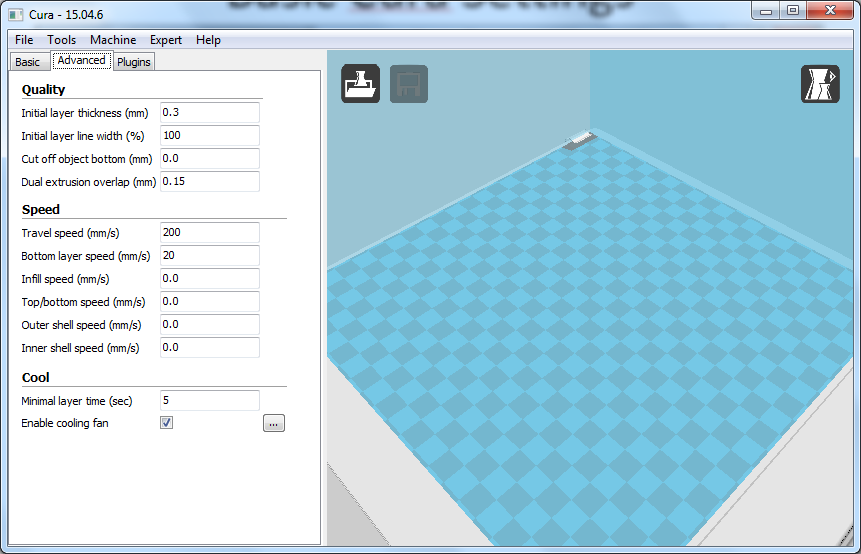 Basic Cura Settings
Cura - 15.04.6
File Tools Machine Expert Help
Basic Advanced Plugins
Quality
Initial layer thickness (mm) 0.3
Initial layer line width (%) 100
Cut off object bottom (mm) 0.0
Dual extrusion overlap (mm) 0.15
Speed
Travel speed (mm/s) 200
Bottom layer speed (mm/s) 20
Infill speed (mm/s) 0.0
Top/bottom speed (mm/s) 0.0
Outer shell speed (mm/s) 0.0
Inner shell speed (mm/s) 0.0
Cool
Minimal layer time (sec) 5
Enable cooling fan ...